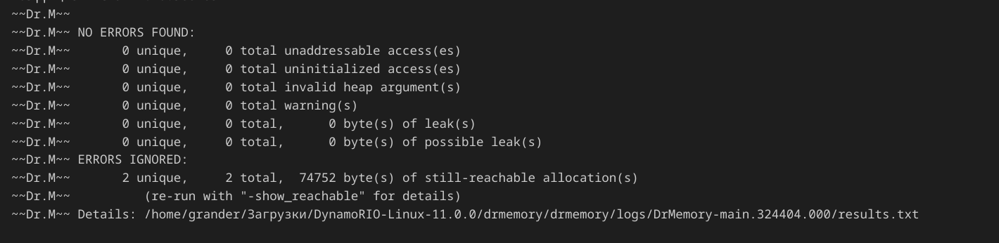 ~~Dr.M~~
~~Dr.M~~ NO ERRORS FOUND:
~~Dr.M~~       0 unique,     0 total unaddressable access(es)
~~Dr.M~~       0 unique,     0 total uninitialized access(es)
~~Dr.M~~       0 unique,     0 total invalid heap argument(s)
~~Dr.M~~       0 unique,     0 total warning(s)
~~Dr.M~~       0 unique,     0 total,      0 byte(s) of leak(s)
~~Dr.M~~       0 unique,     0 total,      0 byte(s) of possible leak(s)
~~Dr.M~~ ERRORS IGNORED:
~~Dr.M~~       2 unique,     2 total,  74752 byte(s) of still-reachable allocation(s)
~~Dr.M~~          (re-run with "-show_reachable" for details)
~~Dr.M~~ Details: /home/grander/Загрузки/DynamoRIO-Linux-11.0.0/drmemory/drmemory/logs/DrMemory-main.324404.000/results.txt